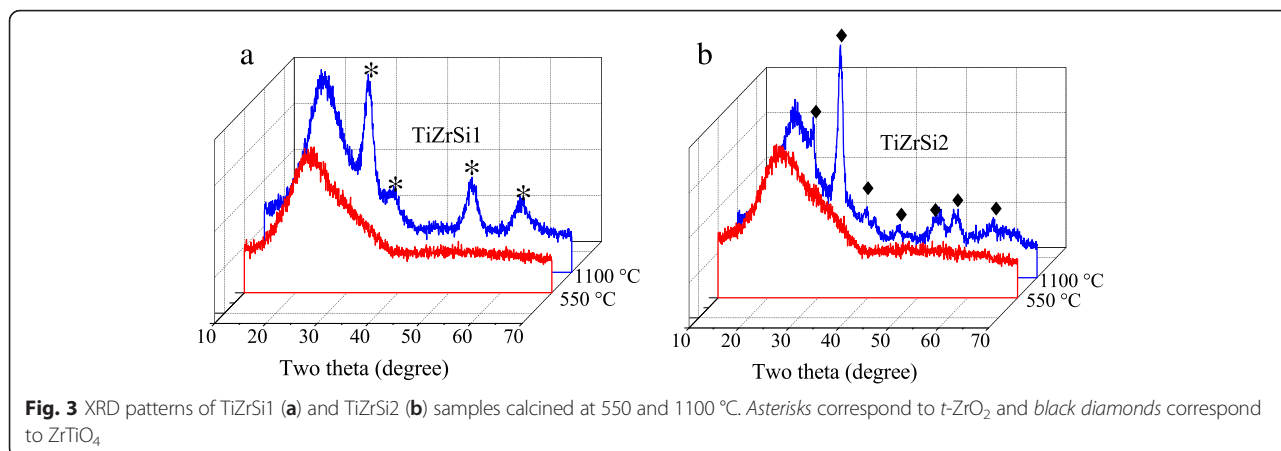 a
TiZrSi1
1100 °C
550 °C
10 20 30 40 50 60 70
Two theta (degree)
b
TiZrSi2
1100 °C
550 °C
10 20 30 40 50 60 70
Two theta (degree)
Fig. 3 XRD patterns of TiZrSi1 (a) and TiZrSi2 (b) samples calcined at 550 and 1100 °C. Asterisks correspond to t-ZrO₂ and black diamonds correspond
to ZrTiO₄